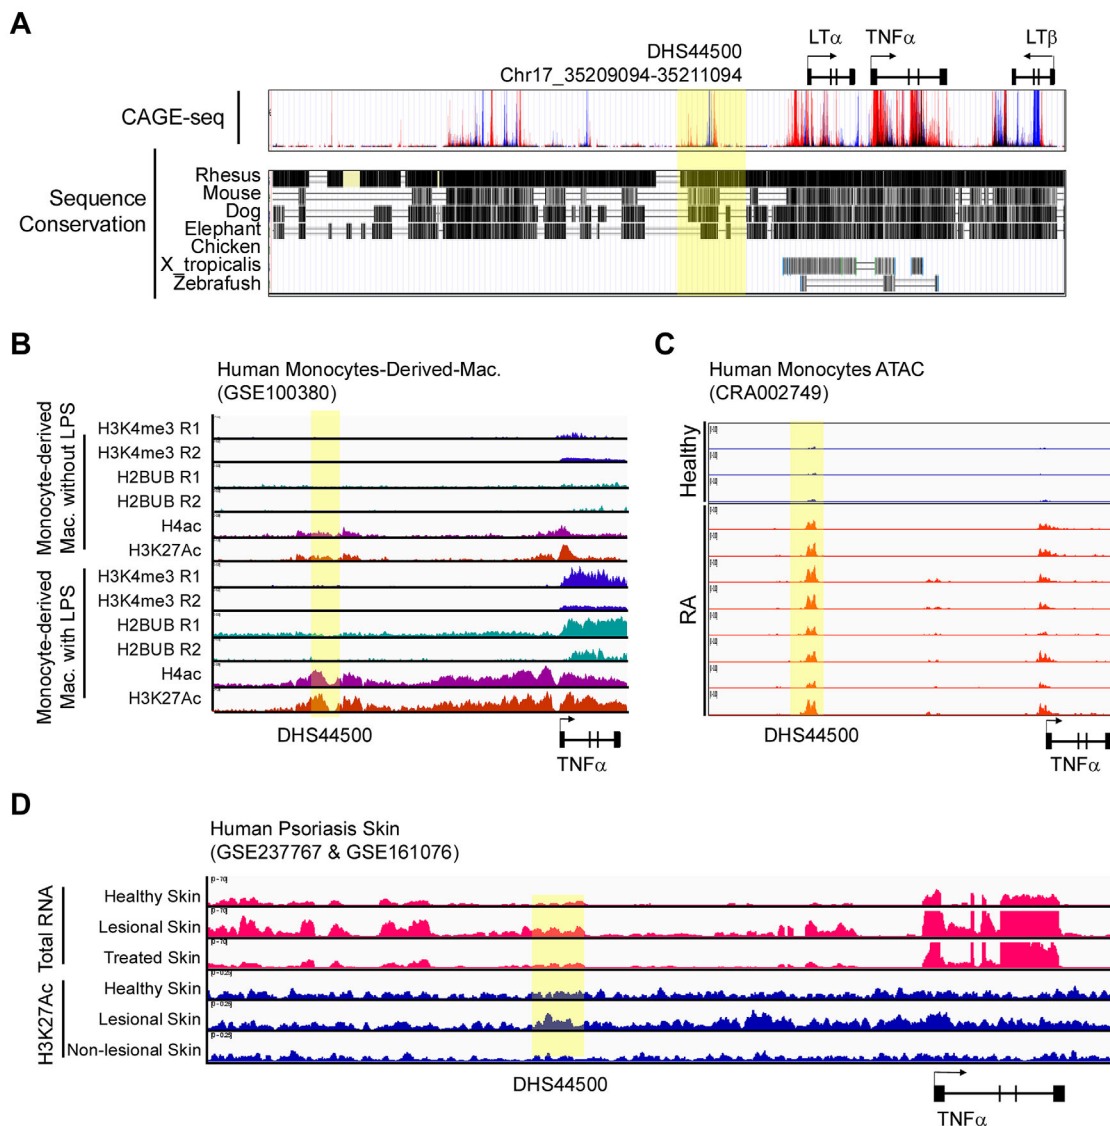 A
DHS44500
Chr17_35209094-35211094
LTα
TNFα
LTβ
CAGE-seq
Sequence
Conservation
Rhesus
Mouse
Dog
Elephant
Chicken
X_tropicalis
Zebrafush
B
Human Monocytes-Derived-Mac.
(GSE100380)
Monocyte-derived
Mac. without LPS
H3K4me3 R1
H3K4me3 R2
H2BUB R1
H2BUB R2
H4ac
H3K27Ac
Monocyte-derived
Mac. with LPS
H3K4me3 R1
H3K4me3 R2
H2BUB R1
H2BUB R2
H4ac
H3K27Ac
DHS44500
TNFα
C
Human Monocytes ATAC
(CRA002749)
Healthy
RA
DHS44500
TNFα
D
Human Psoriasis Skin
(GSE237767 & GSE161076)
Total RNA
Healthy Skin
Lesional Skin
Treated Skin
H3K27Ac
Healthy Skin
Lesional Skin
Non-lesional Skin
DHS44500
TNFα